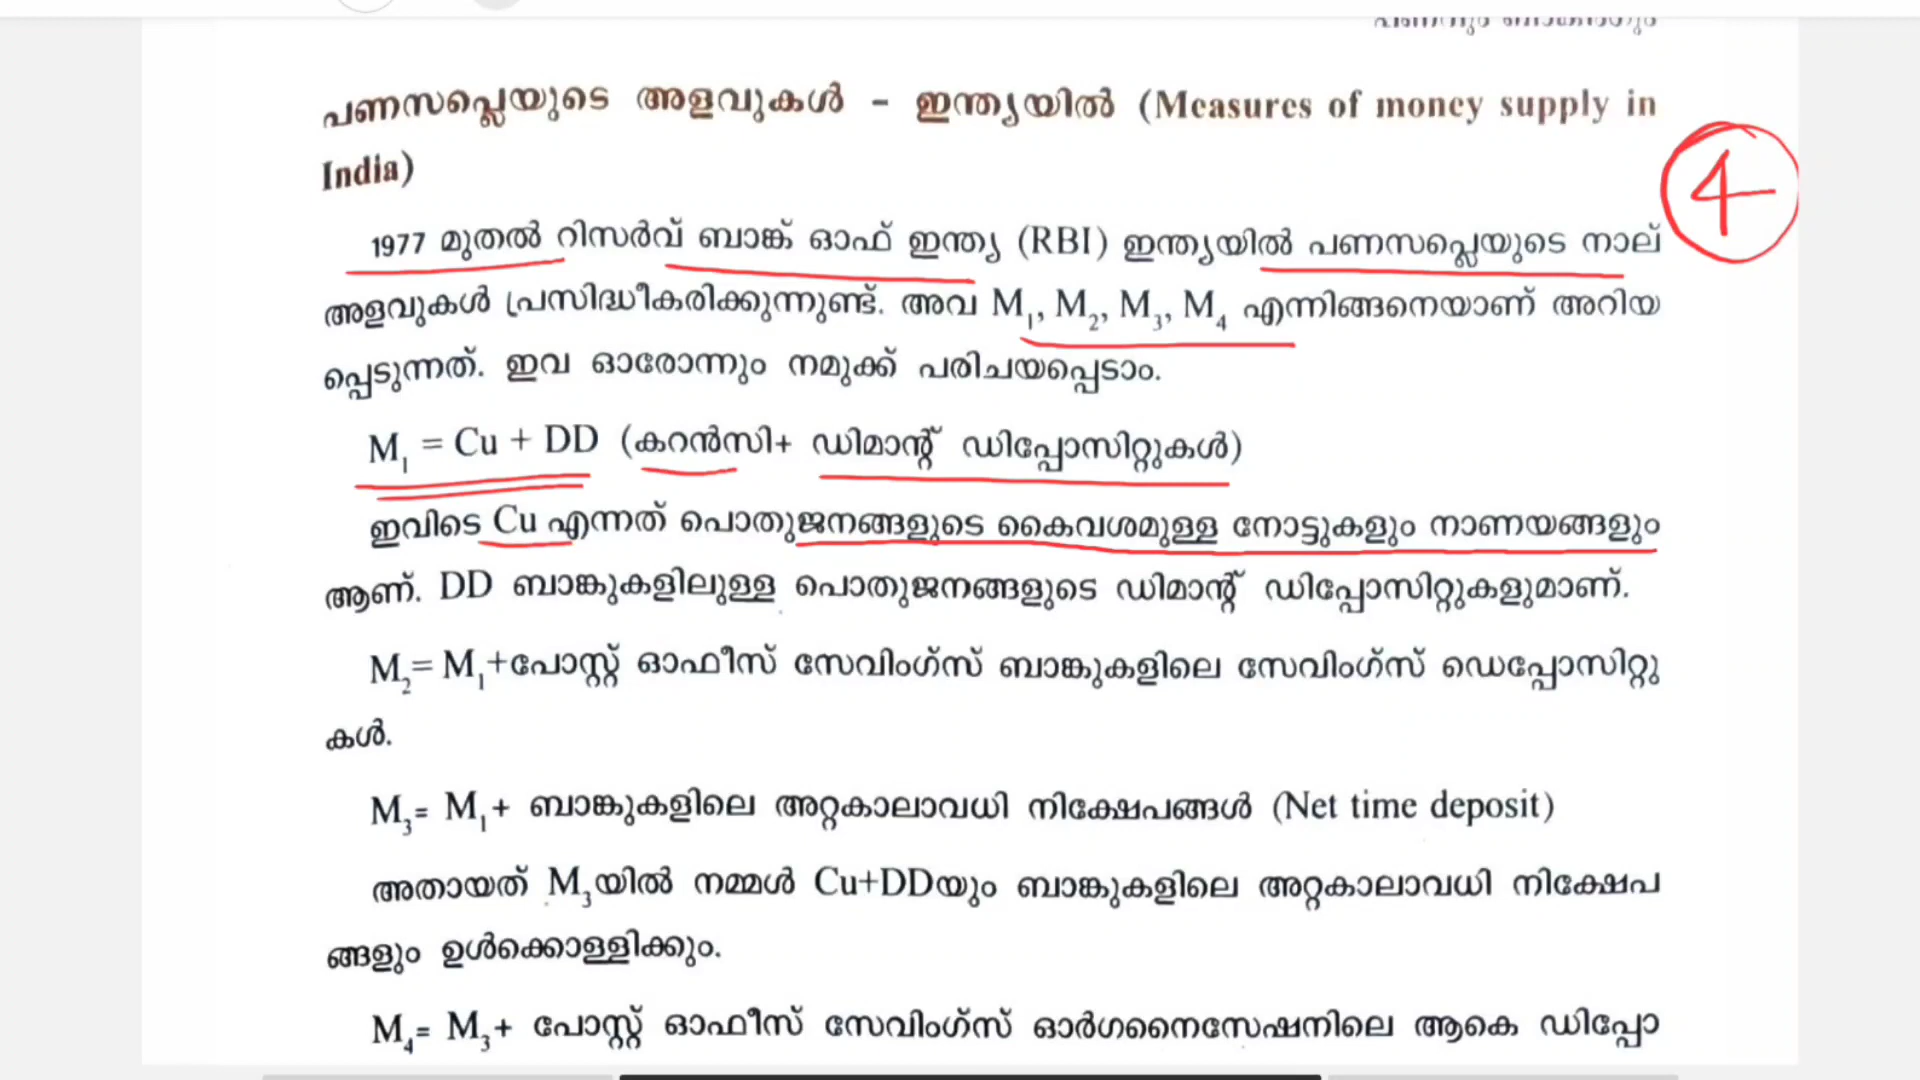 പണസപ്ലൈയുടെ അളവുകൾ - ഇന്ത്യയിൽ (Measures of money supply in
India)
4
1977 മുതൽ റിസർവ് ബാങ്ക് ഓഫ് ഇന്ത്യ (RBI) ഇന്ത്യയിൽ പണസപ്ലൈയുടെ നാല്
അളവുകൾ പ്രസിദ്ധീകരിക്കുന്നുണ്ട്. അവ M₁, M₂, M₃, M₄ എന്നിങ്ങനെയാണ് അറിയ
പ്പെടുന്നത്. ഇവ ഓരോന്നും നമുക്ക് പരിചയപ്പെടാം.
M₁ = Cu + DD (കറൻസി+ ഡിമാന്റ് ഡിപ്പോസിറ്റുകൾ)
ഇവിടെ Cu എന്നത് പൊതുജനങ്ങളുടെ കൈവശമുള്ള നോട്ടുകളും നാണയങ്ങളും
ആണ്. DD ബാങ്കുകളിലുള്ള പൊതുജനങ്ങളുടെ ഡിമാന്റ് ഡിപ്പോസിറ്റുകളുമാണ്.
M₂= M₁+പോസ്റ്റ് ഓഫീസ് സേവിംഗ്സ് ബാങ്കുകളിലെ സേവിംഗ്സ് ഡെപ്പോസിറ്റു
കൾ.
M₃= M₁+ ബാങ്കുകളിലെ അറ്റകാലാവധി നിക്ഷേപങ്ങൾ (Net time deposit)
അതായത് M₃യിൽ നമ്മൾ Cu+DDയും ബാങ്കുകളിലെ അറ്റകാലാവധി നിക്ഷേപ
ങ്ങളും ഉൾക്കൊള്ളിക്കും.
M₄= M₃+ പോസ്റ്റ് ഓഫീസ് സേവിംഗ്സ് ഓർഗനൈസേഷനിലെ ആകെ ഡിപ്പോ